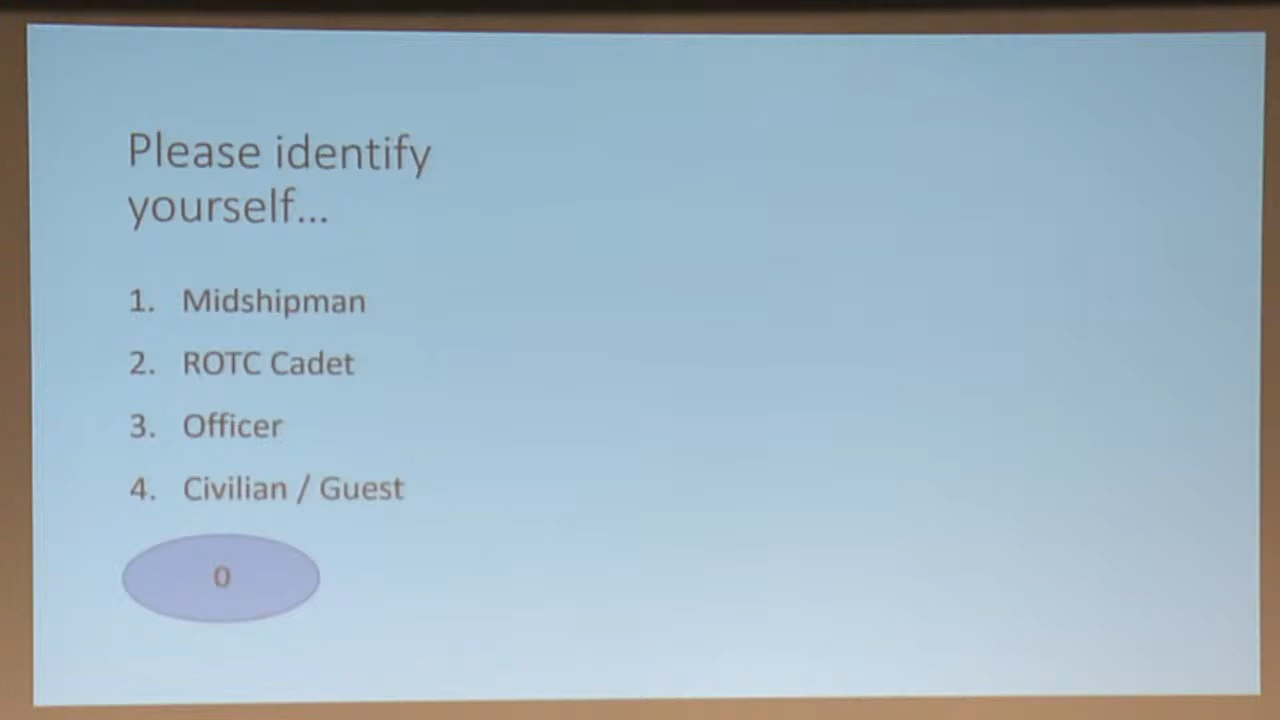 Please identify
yourself...
1. Midshipman
2. ROTC Cadet
3. Officer
4. Civilian / Guest
0